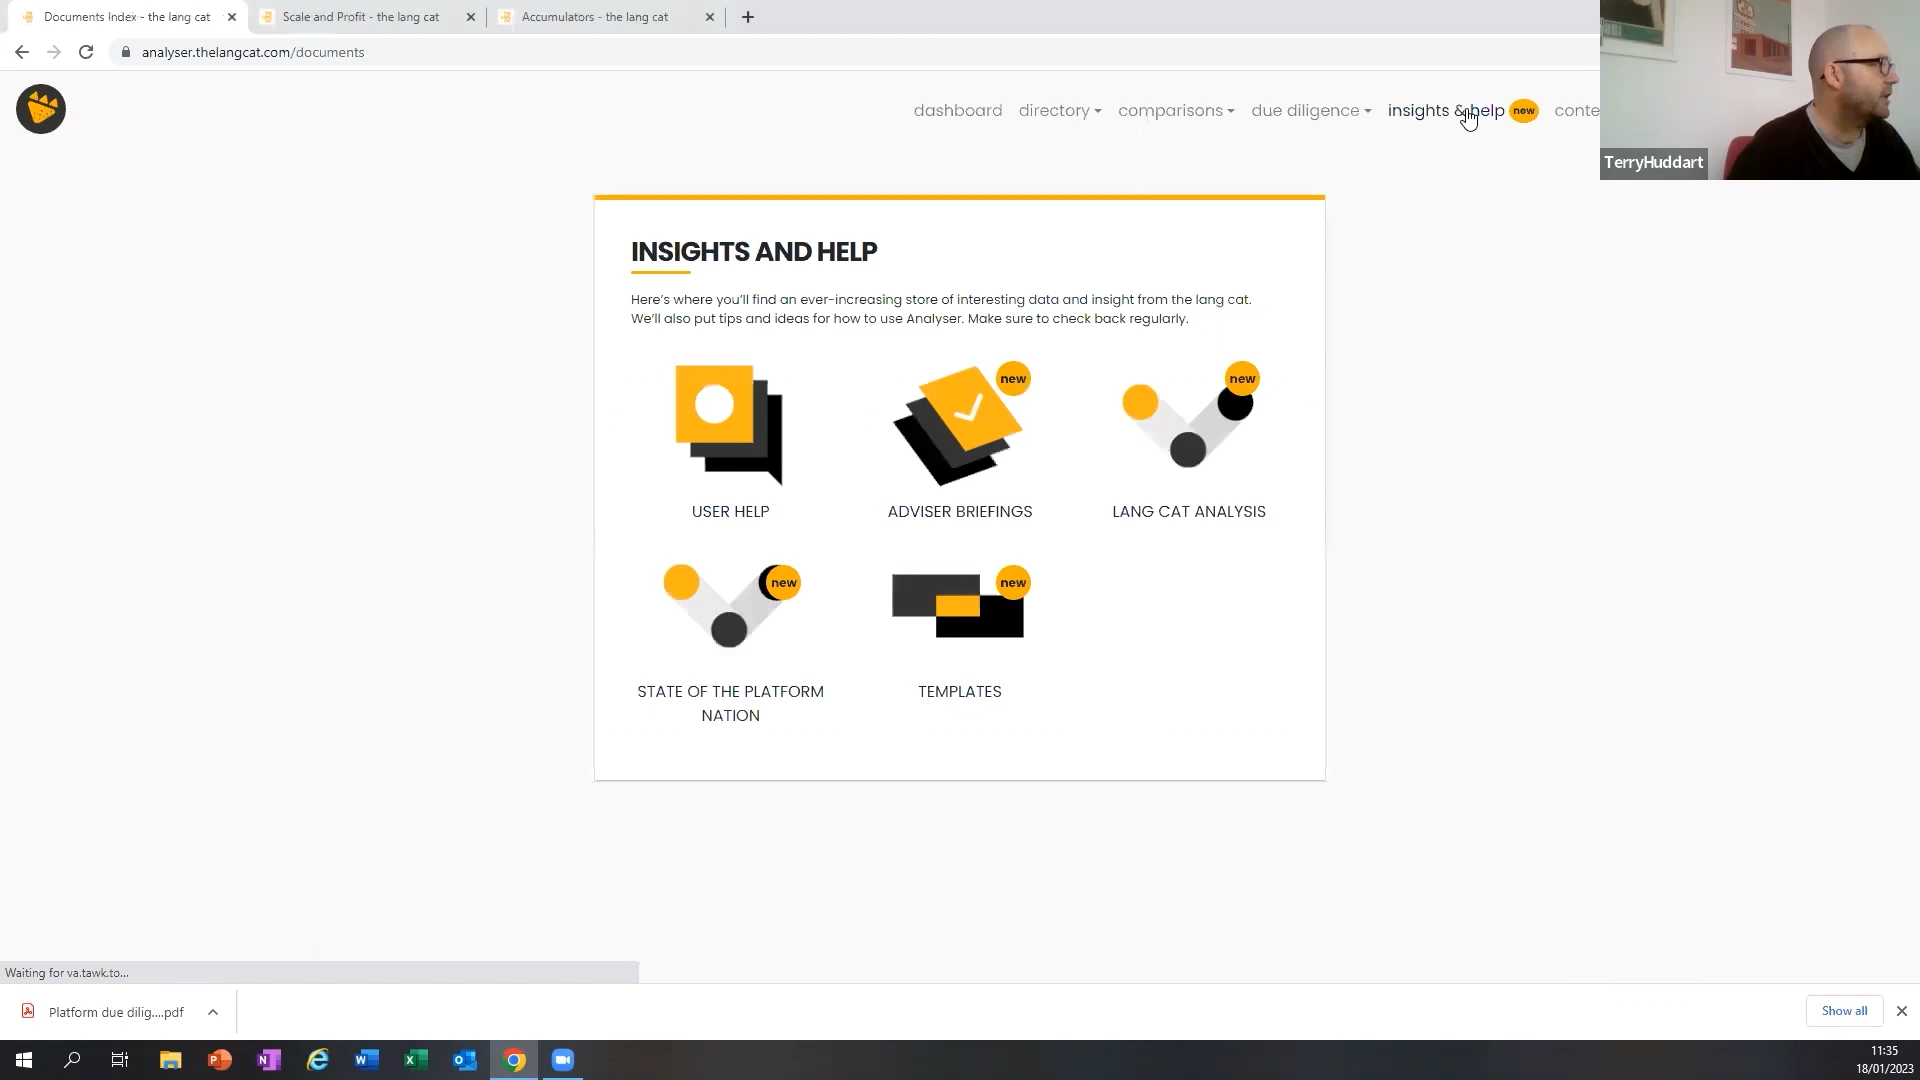 Documents Index - the lang cat
Scale and Profit - the lang cat
Accumulators - the lang cat
analyser.thelangcat.com/documents
dashboard
directory
comparisons
due diligence
insights & help
new
conte
TerryHuddart
INSIGHTS AND HELP
Here's where you'll find an ever-increasing store of interesting data and insight from the lang cat.
We'll also put tips and ideas for how to use Analyser. Make sure to check back regularly.
new
new
USER HELP
ADVISER BRIEFINGS
LANG CAT ANALYSIS
new
new
STATE OF THE PLATFORM
NATION
TEMPLATES
Waiting for va.tawk.to...
Platform due dilig....pdf
Show all
11:35
18/01/2023